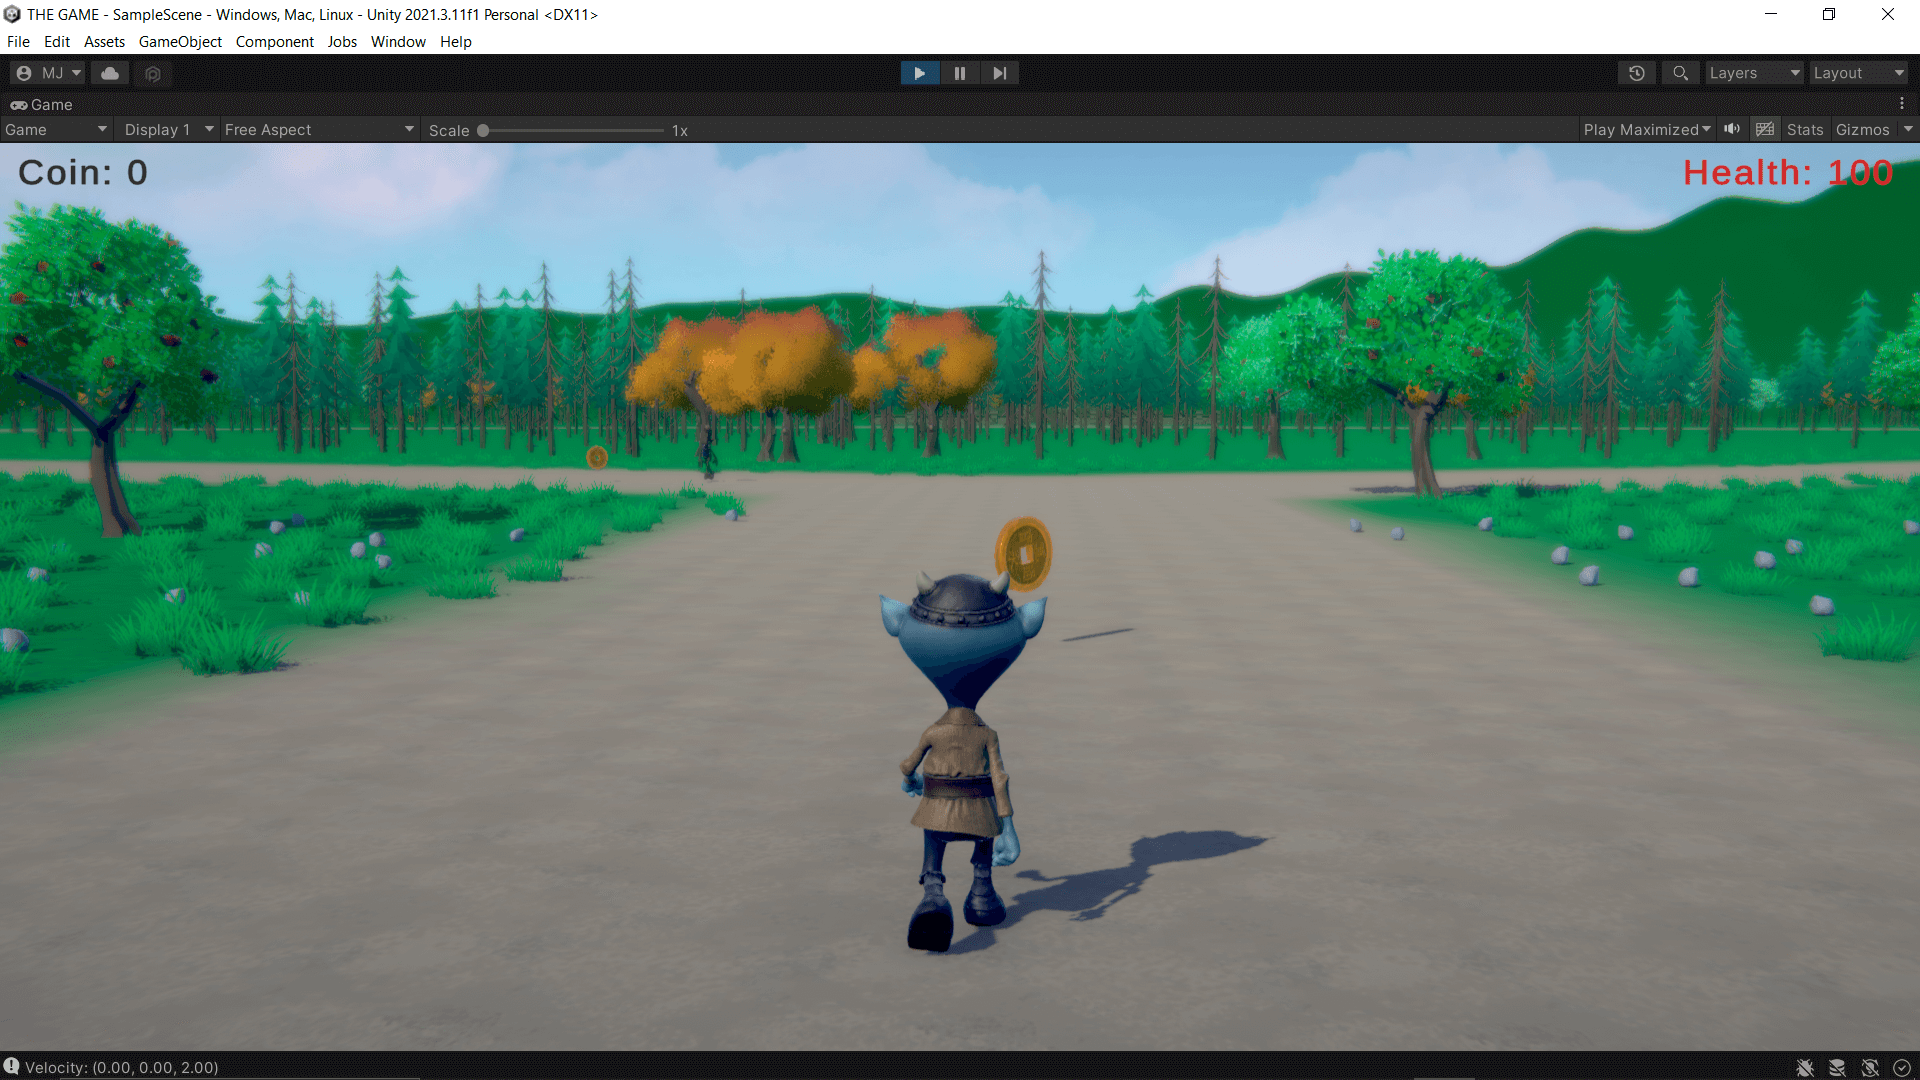 THE GAME - SampleScene - Windows, Mac, Linux - Unity 2021.3.11f1 Personal <DX11>
File Edit Assets GameObject Component Jobs Window Help
MJ Layers Layout
Game
Game Display 1 Free Aspect Scale 1x Play Maximized Stats Gizmos
Coin: 0 Health: 100
Velocity: (0.00, 0.00, 2.00)